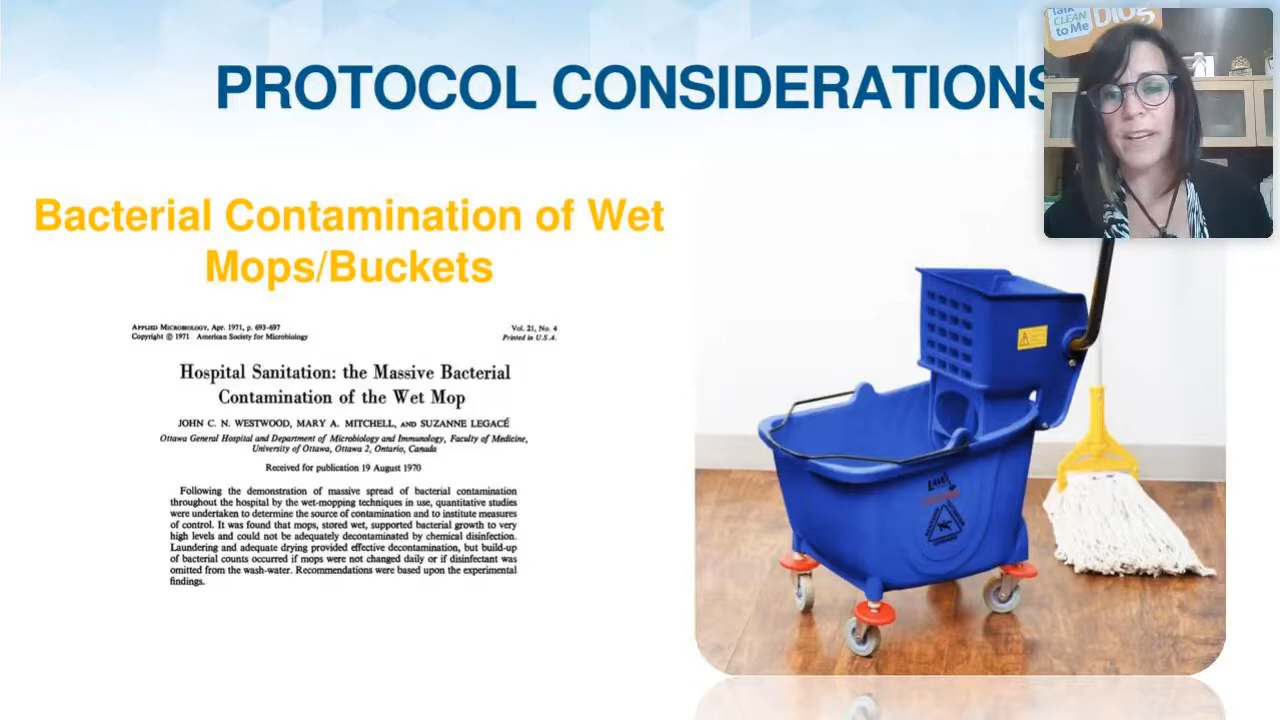 PROTOCOL CONSIDERATIONS
Talk
CLEAN
to Me
Blog
Bacterial Contamination of Wet
Mops/Buckets
APPLIED MICROBIOLOGY, Apr. 1971, p. 693-697
Copyright © 1971 American Society for Microbiology
Vol. 21, No. 4
Printed in U.S.A.
Hospital Sanitation: the Massive Bacterial
Contamination of the Wet Mop
JOHN C. N. WESTWOOD, MARY A. MITCHELL, AND SUZANNE LEGACÉ
Ottawa General Hospital and Department of Microbiology and Immunology, Faculty of Medicine,
University of Ottawa, Ottawa 2, Ontario, Canada
Received for publication 19 August 1970
Following the demonstration of massive spread of bacterial contamination
throughout the hospital by the wet-mopping techniques in use, quantitative studies
were undertaken to determine the source of contamination and to institute measures
of control. It was found that mops, stored wet, supported bacterial growth to very
high levels and could not be adequately decontaminated by chemical disinfection.
Laundering and adequate drying provided effective decontamination, but build-up
of bacterial counts occurred if mops were not changed daily or if disinfectant was
omitted from the wash-water. Recommendations were based upon the experimental
findings.